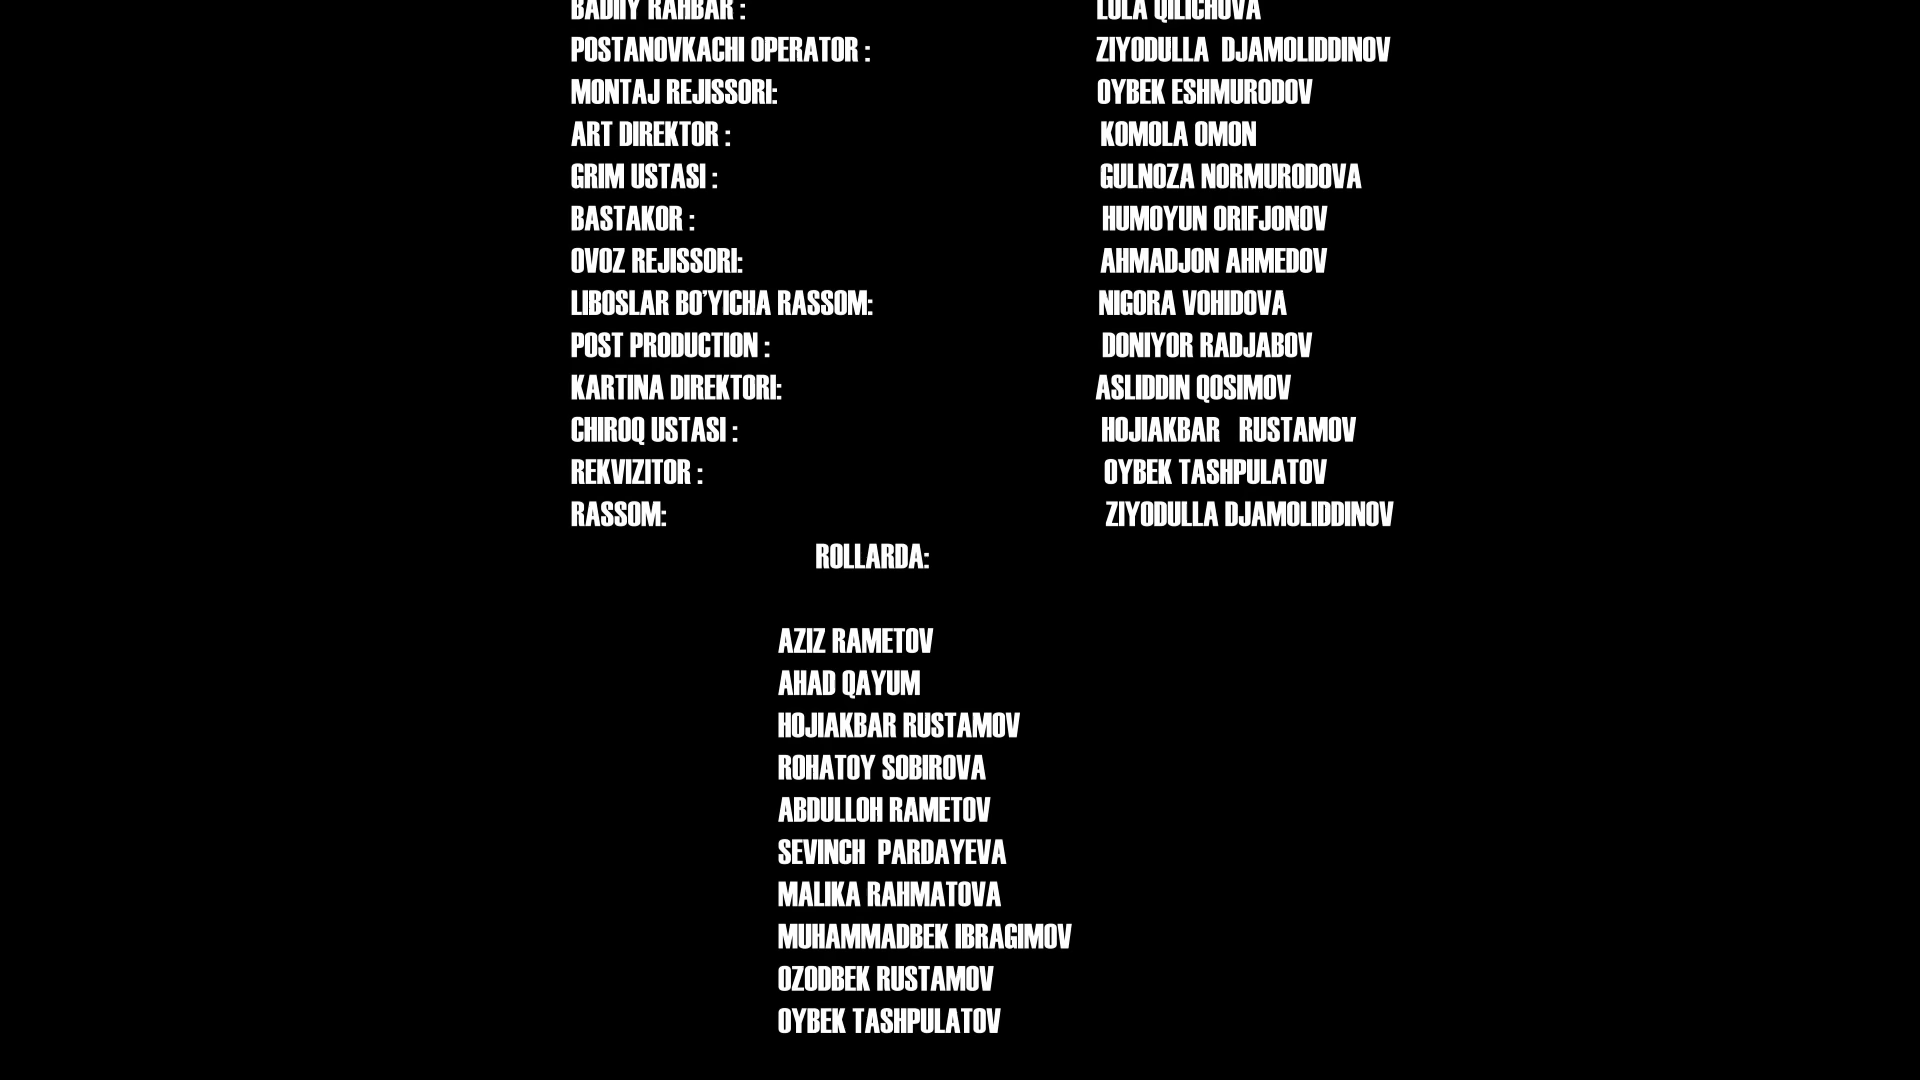 BADIIY RAHBAR : LOLA QILICHOVA
POSTANOVKACHI OPERATOR : ZIYODULLA DJAMOLIDDINOV
MONTAJ REJISSORI: OYBEK ESHMURODOV
ART DIREKTOR : KOMOLA OMON
GRIM USTASI : GULNOZA NORMURODOVA
BASTAKOR : HUMOYUN ORIFJONOV
OVOZ REJISSORI: AHMADJON AHMEDOV
LIBOSLAR BO’YICHA RASSOM: NIGORA VOHIDOVA
POST PRODUCTION : DONIYOR RADJABOV
KARTINA DIREKTORI: ASLIDDIN QOSIMOV
CHIROQ USTASI : HOJIAKBAR RUSTAMOV
REKVIZITOR : OYBEK TASHPULATOV
RASSOM: ZIYODULLA DJAMOLIDDINOV
ROLLARDA:
AZIZ RAMETOV
AHAD QAYUM
HOJIAKBAR RUSTAMOV
ROHATOY SOBIROVA
ABDULLOH RAMETOV
SEVINCH PARDAYEVA
MALIKA RAHMATOVA
MUHAMMADBEK IBRAGIMOV
OZODBEK RUSTAMOV
OYBEK TASHPULATOV